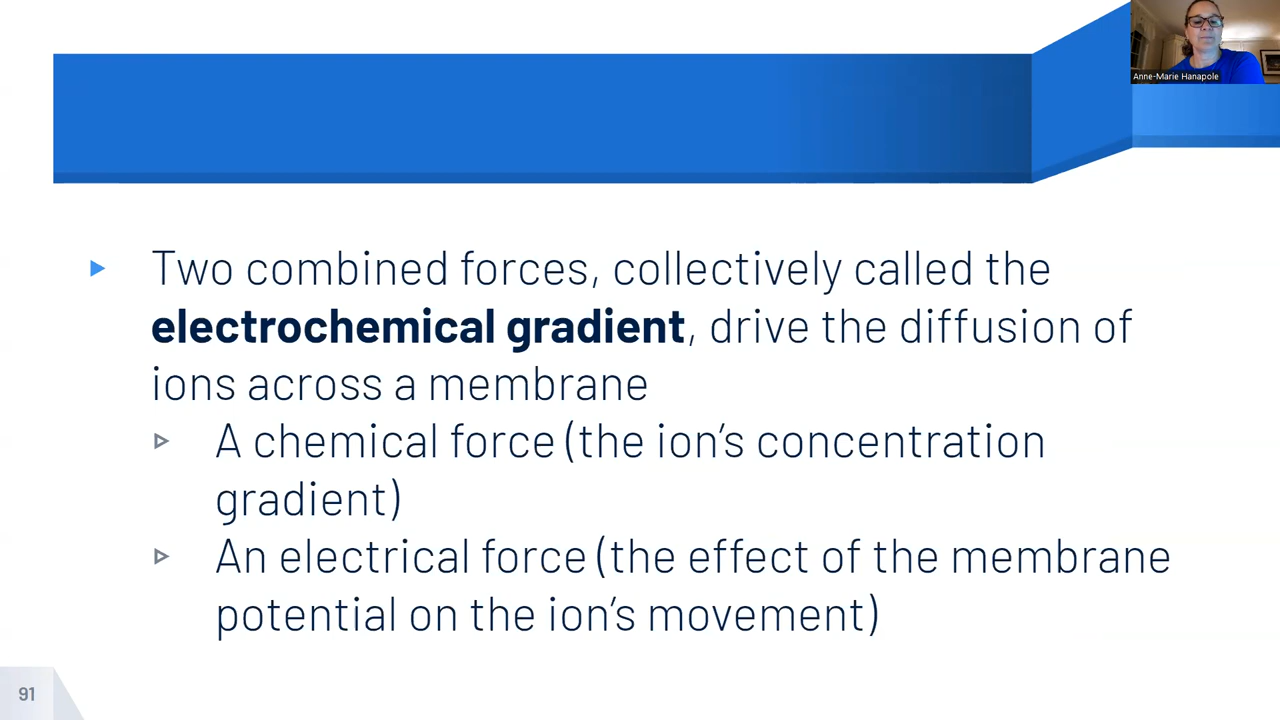 Anne-Marie Hanapole
Two combined forces, collectively called the
electrochemical gradient, drive the diffusion of
ions across a membrane
A chemical force (the ion's concentration
gradient)
An electrical force (the effect of the membrane
potential on the ion's movement)
91